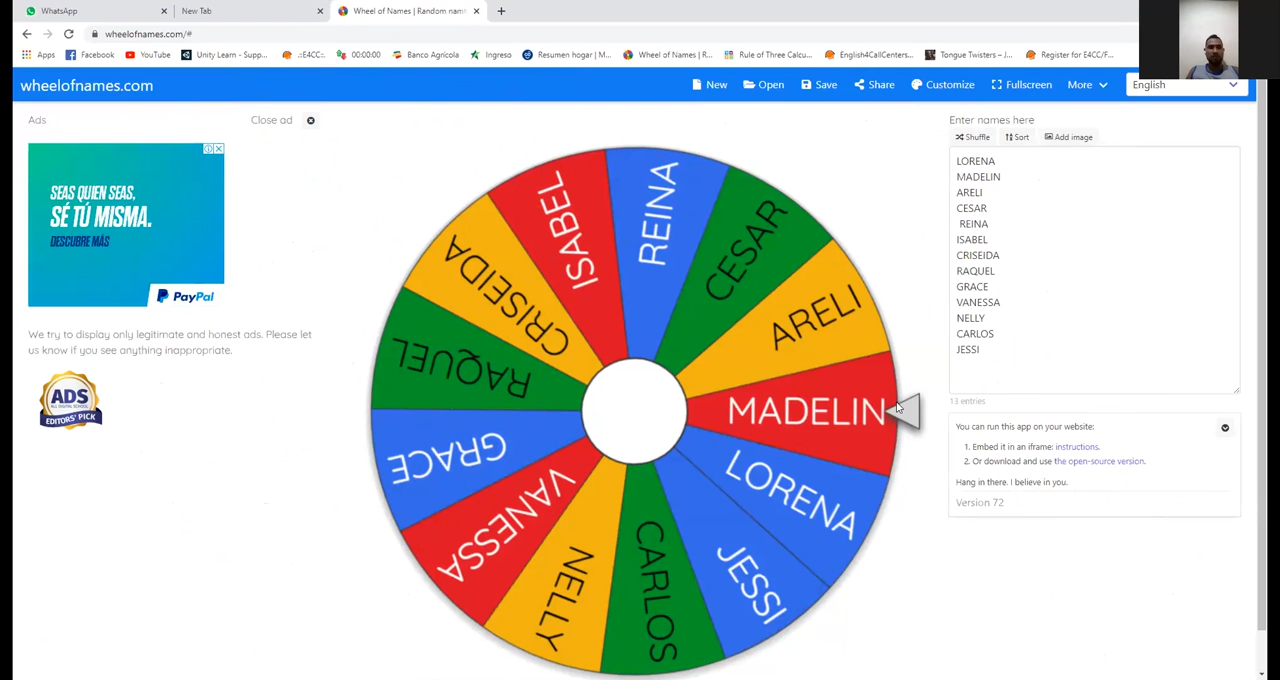 WhatsApp
New Tab
Wheel of Names | Random nam
wheelofnames.com/#
Apps
Facebook
YouTube
Unity Learn - Supp...
.:E4CC:.
00:00:00
Banco Agrícola
Ingreso
Resumen hogar | M...
Wheel of Names | R...
Rule of Three Calcu...
English4CallCenters...
Tongue Twisters – J...
Register for E4CC/F...
wheelofnames.com
New
Open
Save
Share
Customize
Fullscreen
More
English
Ads
Close ad
SEAS QUIEN SEAS,
SÉ TÚ MISMA.
DESCUBRE MÁS
PayPal
We try to display only legitimate and honest ads. Please let
us know if you see anything inappropriate.
ADS
ALL DIGITAL SCHOOL
EDITORS' PICK
REINA
CESAR
ARELI
MADELIN
LORENA
JESSI
CARLOS
NELLY
VANESSA
GRACE
RAQUEL
CRISEIDA
ISABEL
Enter names here
Shuffle
Sort
Add image
LORENA
MADELIN
ARELI
CESAR
REINA
ISABEL
CRISEIDA
RAQUEL
GRACE
VANESSA
NELLY
CARLOS
JESSI
13 entries
You can run this app on your website:
1. Embed it in an iframe: instructions.
2. Or download and use the open-source version.
Hang in there. I believe in you.
Version 72